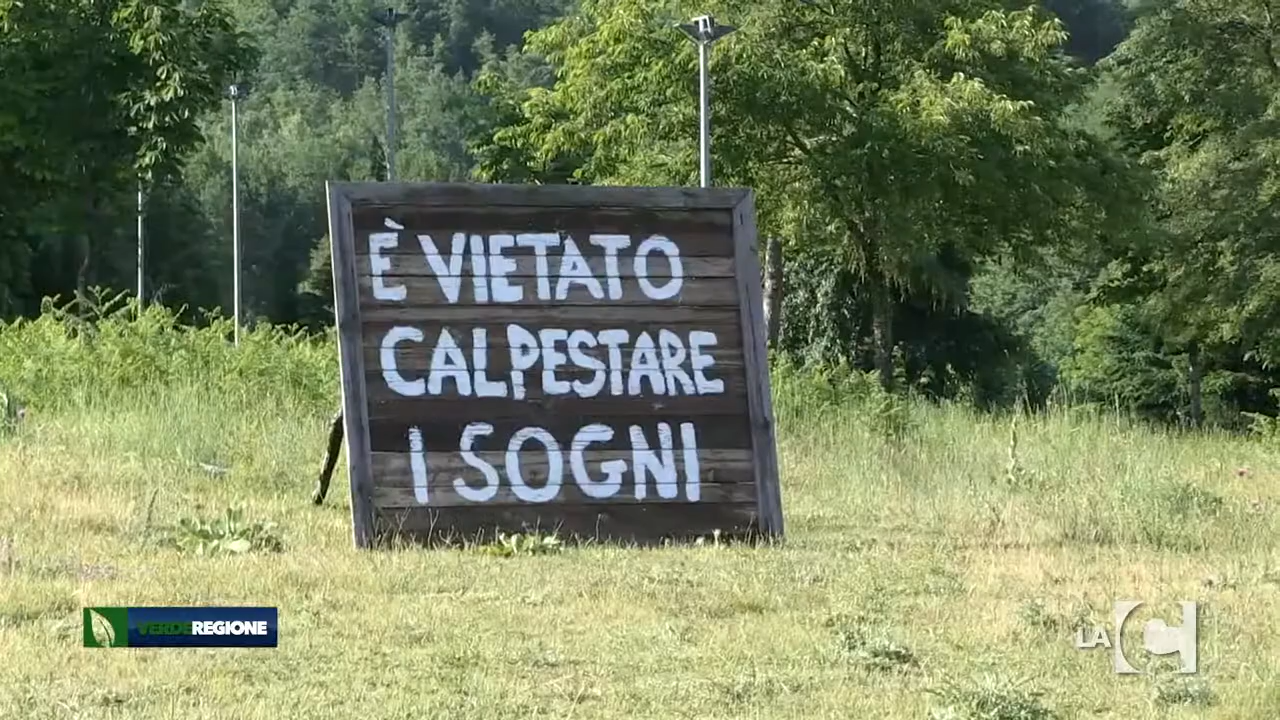 È VIETATO
CALPESTARE
I SOGNI
VERDEREGIONE
LA C